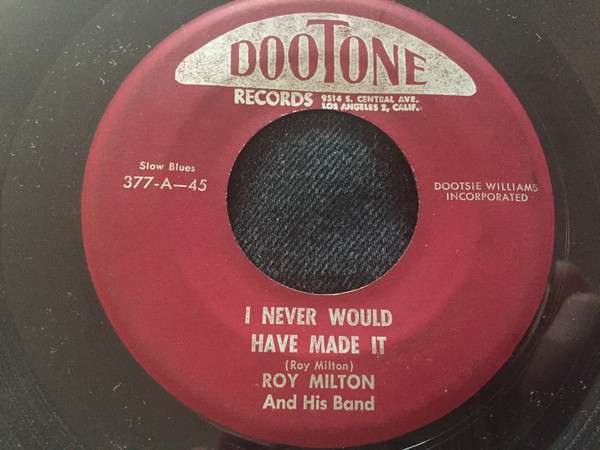 DOOTONE
RECORDS 9514 S. CENTRAL AVE.
LOS ANGELES 2, CALIF.
Slow Blues
377-A—45
DOOTSIE WILLIAMS
INCORPORATED
I NEVER WOULD
HAVE MADE IT
(Roy Milton)
ROY MILTON
And His Band